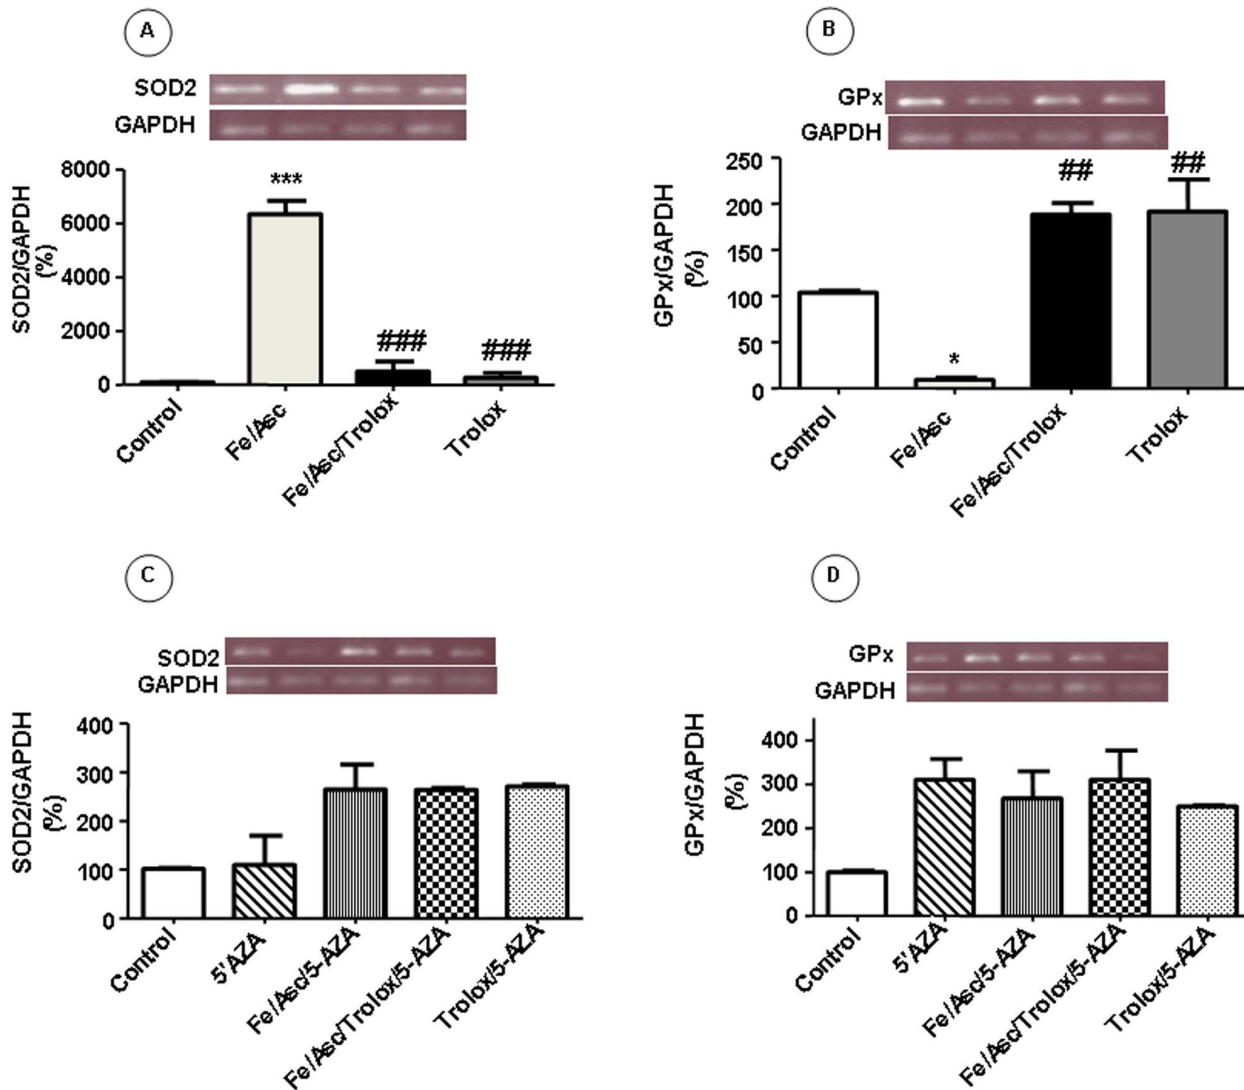 A
SOD2
GAPDH
SOD2/GAPDH
(%)
8000
6000
4000
2000
0
***
###
###
Control
Fe/Asc
Fe/Asc/Trolox
Trolox
B
GPx
GAPDH
GPx/GAPDH
(%)
250
200
150
100
50
0
*
##
##
Control
Fe/Asc
Fe/Asc/Trolox
Trolox
C
SOD2
GAPDH
SOD2/GAPDH
(%)
400
300
200
100
0
Control
5'AZA
Fe/Asc/5-AZA
Fe/Asc/Trolox/5-AZA
Trolox/5-AZA
D
GPx
GAPDH
GPx/GAPDH
(%)
400
300
200
100
0
Control
5'AZA
Fe/Asc/5-AZA
Fe/Asc/Trolox/5-AZA
Trolox/5-AZA